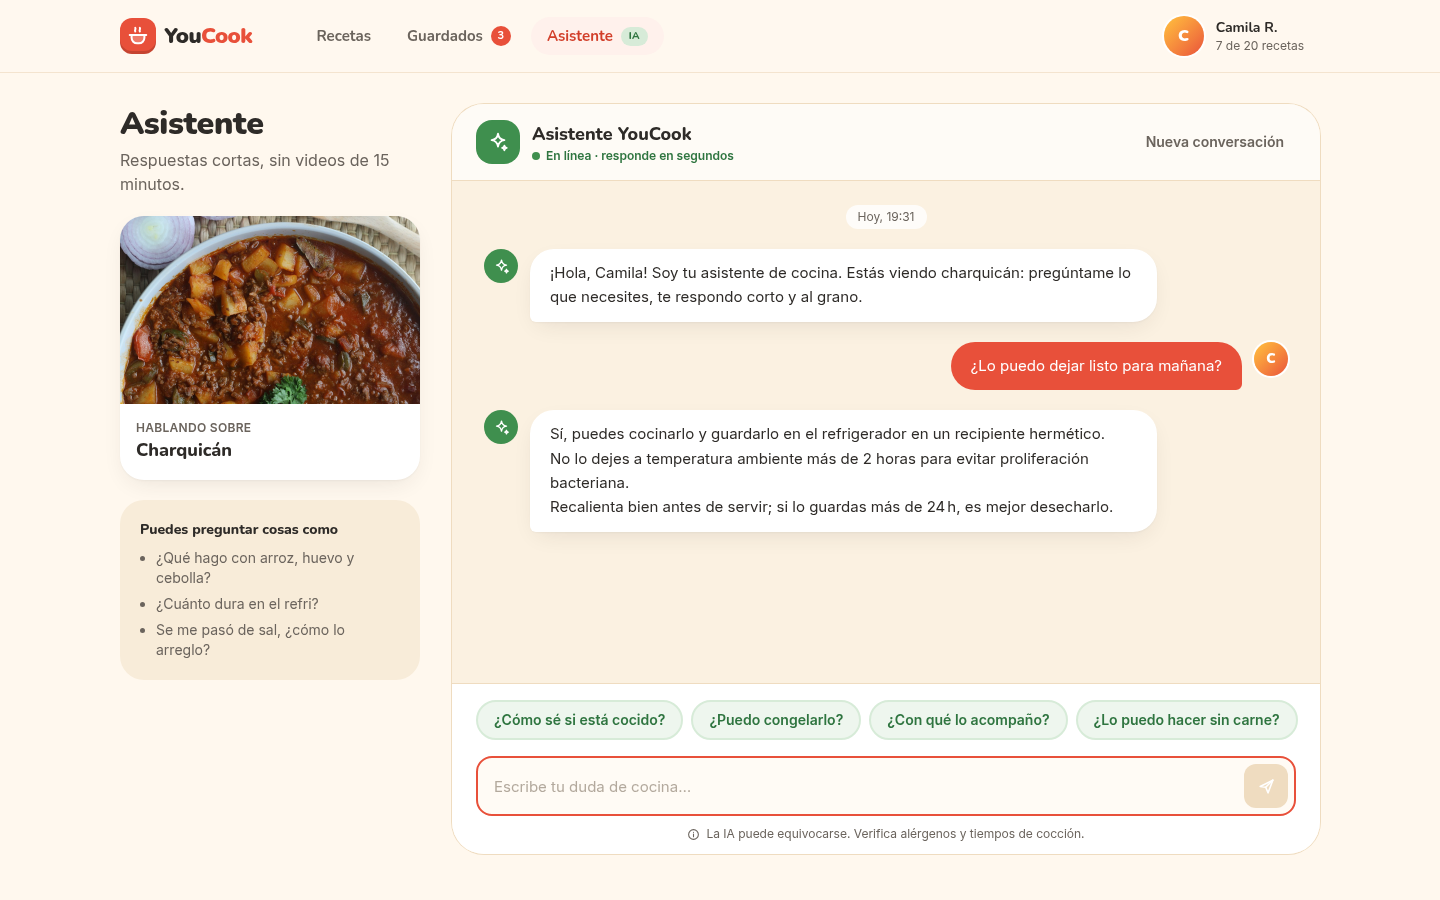 YouCook
Recetas
Guardados 3
Asistente IA
C
Camila R.
7 de 20 recetas
Asistente
Respuestas cortas, sin videos de 15
minutos.
HABLANDO SOBRE
Charquicán
Puedes preguntar cosas como
• ¿Qué hago con arroz, huevo y
cebolla?
• ¿Cuánto dura en el refri?
• Se me pasó de sal, ¿cómo lo
arreglo?
Asistente YouCook
En línea · responde en segundos
Nueva conversación
Hoy, 19:31
¡Hola, Camila! Soy tu asistente de cocina. Estás viendo charquicán: pregúntame lo
que necesites, te respondo corto y al grano.
¿Lo puedo dejar listo para mañana?
C
Sí, puedes cocinarlo y guardarlo en el refrigerador en un recipiente hermético.
No lo dejes a temperatura ambiente más de 2 horas para evitar proliferación
bacteriana.
Recalienta bien antes de servir; si lo guardas más de 24 h, es mejor desecharlo.
¿Cómo sé si está cocido?
¿Puedo congelarlo?
¿Con qué lo acompaño?
¿Lo puedo hacer sin carne?
Escribe tu duda de cocina...
La IA puede equivocarse. Verifica alérgenos y tiempos de cocción.